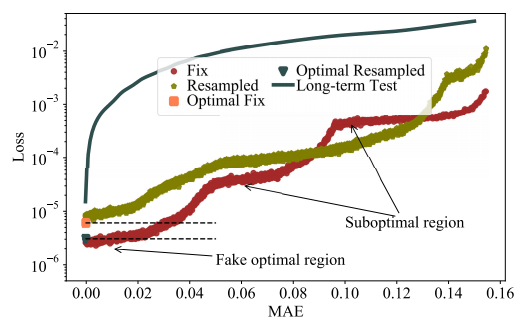 10⁻²
10⁻³
10⁻⁴
10⁻⁵
10⁻⁶
Loss
Fix
Resampled
Optimal Fix
Optimal Resampled
Long-term Test
Suboptimal region
Fake optimal region
0.00 0.02 0.04 0.06 0.08 0.10 0.12 0.14 0.16
MAE